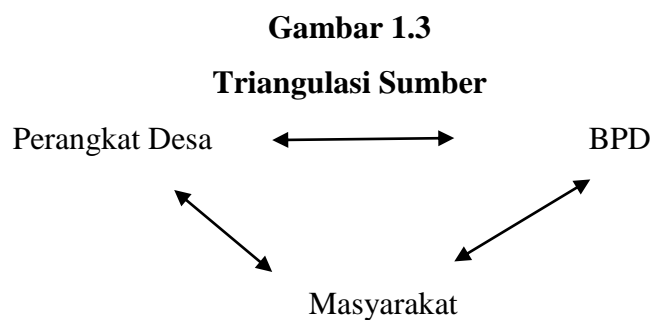 Gambar 1.3
Triangulasi Sumber
Perangkat Desa BPD
Masyarakat